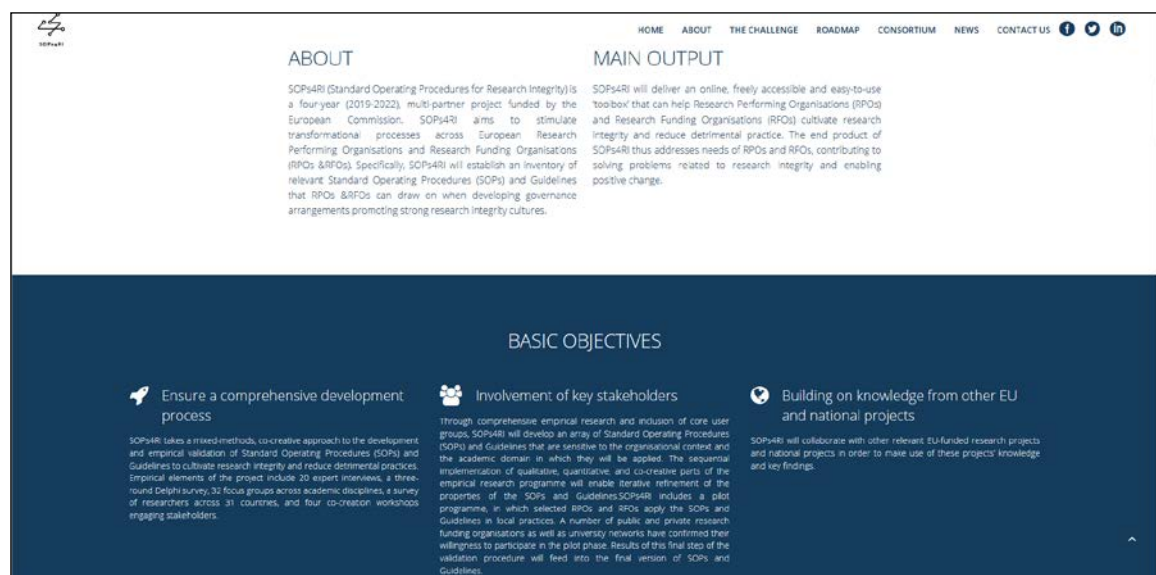 SOPs4RI
HOME ABOUT THE CHALLENGE ROADMAP CONSORTIUM NEWS CONTACT US
ABOUT
SOPs4RI (Standard Operating Procedures for Research Integrity) is
a four-year (2019-2022), multi-partner project funded by the
European Commission. SOPs4RI aims to stimulate
transformational processes across European Research
Performing Organisations and Research Funding Organisations
(RPOs &RFOs). Specifically, SOPs4RI will establish an inventory of
relevant Standard Operating Procedures (SOPs) and Guidelines
that RPOs &RFOs can draw on when developing governance
arrangements promoting strong research integrity cultures.
MAIN OUTPUT
SOPs4RI will deliver an online, freely accessible and easy-to-use
'toolbox' that can help Research Performing Organisations (RPOs)
and Research Funding Organisations (RFOs) cultivate research
integrity and reduce detrimental practice. The end product of
SOPs4RI thus addresses needs of RPOs and RFOs, contributing to
solving problems related to research integrity and enabling
positive change.
BASIC OBJECTIVES
Ensure a comprehensive development
process
SOPs4RI takes a mixed-methods, co-creative approach to the development
and empirical validation of Standard Operating Procedures (SOPs) and
Guidelines to cultivate research integrity and reduce detrimental practices.
Empirical elements of the project include 20 expert interviews, a three-
round Delphi survey, 32 focus groups across academic disciplines, a survey
of researchers across 31 countries, and four co-creation workshops
engaging stakeholders.
Involvement of key stakeholders
Through comprehensive empirical research and inclusion of core user
groups, SOPs4RI will develop an array of Standard Operating Procedures
(SOPs) and Guidelines that are sensitive to the organisational context and
the academic domain in which they will be applied. The sequential
implementation of qualitative, quantitative, and co-creative parts of the
empirical research programme will enable iterative refinement of the
properties of the SOPs and Guidelines.SOPs4RI includes a pilot
programme, in which selected RPOs and RFOs apply the SOPs and
Guidelines in local practices. A number of public and private research
funding organisations as well as unversity networks have confirmed their
willingness to participate in the pilot phase. Results of this final step of the
validation procedure will feed into the final version of SOPs and
Guidelines.
Building on knowledge from other EU
and national projects
SOPs4RI will collaborate with other relevant EU-funded research projects
and national projects in order to make use of these projects' knowledge
and key findings.